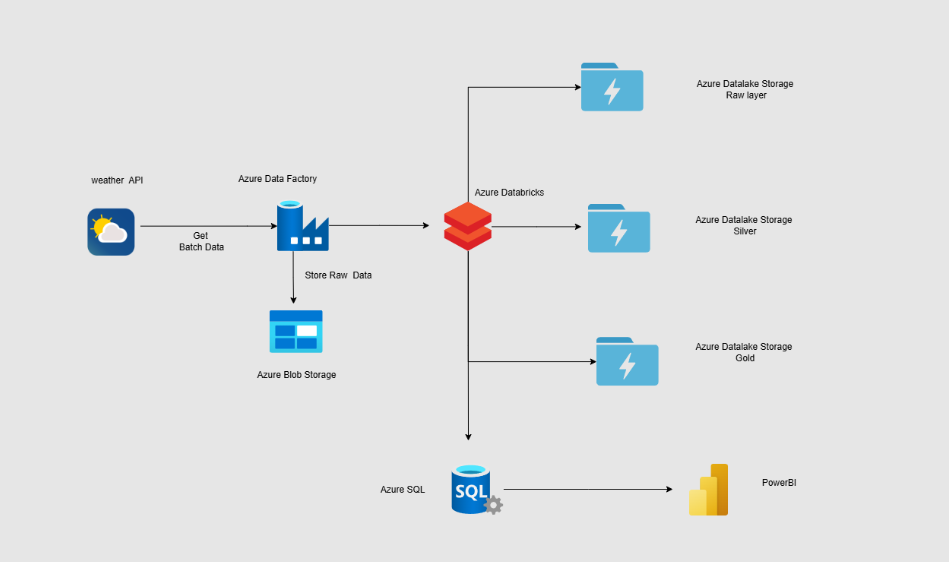 Azure Datalake Storage
Raw layer
weather  API
Azure Data Factory
Azure Databricks
Get
Batch Data
Azure Datalake Storage
Silver
Store Raw  Data
Azure Blob Storage
Azure Datalake Storage
Gold
Azure SQL
SQL
PowerBI